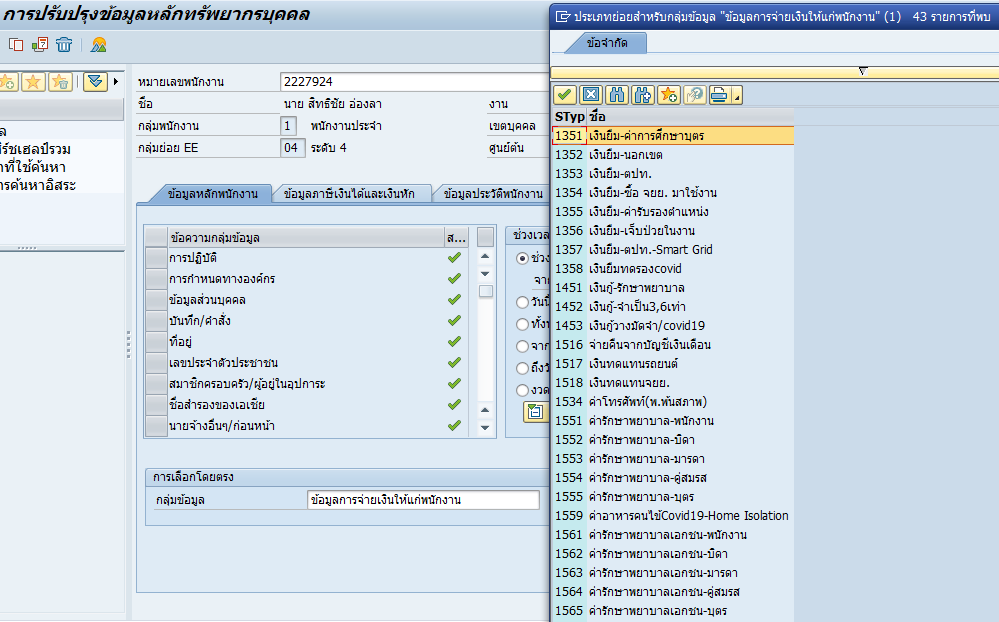 การปรับปรุงข้อมูลหลักทรัพยากรบุคคล
ล
ร์ชเฮลป์รวม
าที่ใช้ค้นหา
ารค้นหาอิสระ
หมายเลขพนักงาน 2227924
ชื่อ นาย สิทธิชัย อ่องลา งาน
กลุ่มพนักงาน 1 พนักงานประจำ เขตบุคคล
กลุ่มย่อย EE 04 ระดับ 4 ศูนย์ต้น
ข้อมูลหลักพนักงาน ข้อมูลภาษีเงินได้และเงินหัก ข้อมูลประวัติพนักงาน
ข้อความกลุ่มข้อมูล ส...
การปฏิบัติ
การกำหนดทางองค์กร
ข้อมูลส่วนบุคคล
บันทึก/คำสั่ง
ที่อยู่
เลขประจำตัวประชาชน
สมาชิกครอบครัว/ผู้อยู่ในอุปการะ
ชื่อสำรองของเอเชีย
นายจ้างอื่นๆ/ก่อนหน้า
ช่วงเวล
ช่วง
จาก
วันนี้
ทั้งห
จาก
ถึงวั
งวด
การเลือกโดยตรง
กลุ่มข้อมูล ข้อมูลการจ่ายเงินให้แก่พนักงาน
ประเภทย่อยสำหรับกลุ่มข้อมูล "ข้อมูลการจ่ายเงินให้แก่พนักงาน" (1) 43 รายการที่พบ
ข้อจำกัด
STyp ชื่อ
1351 เงินยืม-ค่าการศึกษาบุตร
1352 เงินยืม-นอกเขต
1353 เงินยืม-ตปท.
1354 เงินยืม-ซื้อ จยย. มาใช้งาน
1355 เงินยืม-ค่ารับรองตำแหน่ง
1356 เงินยืม-เจ็บป่วยในงาน
1357 เงินยืม-ตปท.-Smart Grid
1358 เงินยืมทดรองcovid
1451 เงินกู้-รักษาพยาบาล
1452 เงินกู้-จำเป็น3,6เท่า
1453 เงินกู้วางมัดจำ/covid19
1516 จ่ายคืนจากบัญชีเงินเดือน
1517 เงินทดแทนรถยนต์
1518 เงินทดแทนจยย.
1534 ค่าโทรศัพท์(พ.พ้นสภาพ)
1551 ค่ารักษาพยาบาล-พนักงาน
1552 ค่ารักษาพยาบาล-บิดา
1553 ค่ารักษาพยาบาล-มารดา
1554 ค่ารักษาพยาบาล-คู่สมรส
1555 ค่ารักษาพยาบาล-บุตร
1559 ค่าอาหารคนไข้Covid19-Home Isolation
1561 ค่ารักษาพยาบาลเอกชน-พนักงาน
1562 ค่ารักษาพยาบาลเอกชน-บิดา
1563 ค่ารักษาพยาบาลเอกชน-มารดา
1564 ค่ารักษาพยาบาลเอกชน-คู่สมรส
1565 ค่ารักษาพยาบาลเอกชน-บุตร